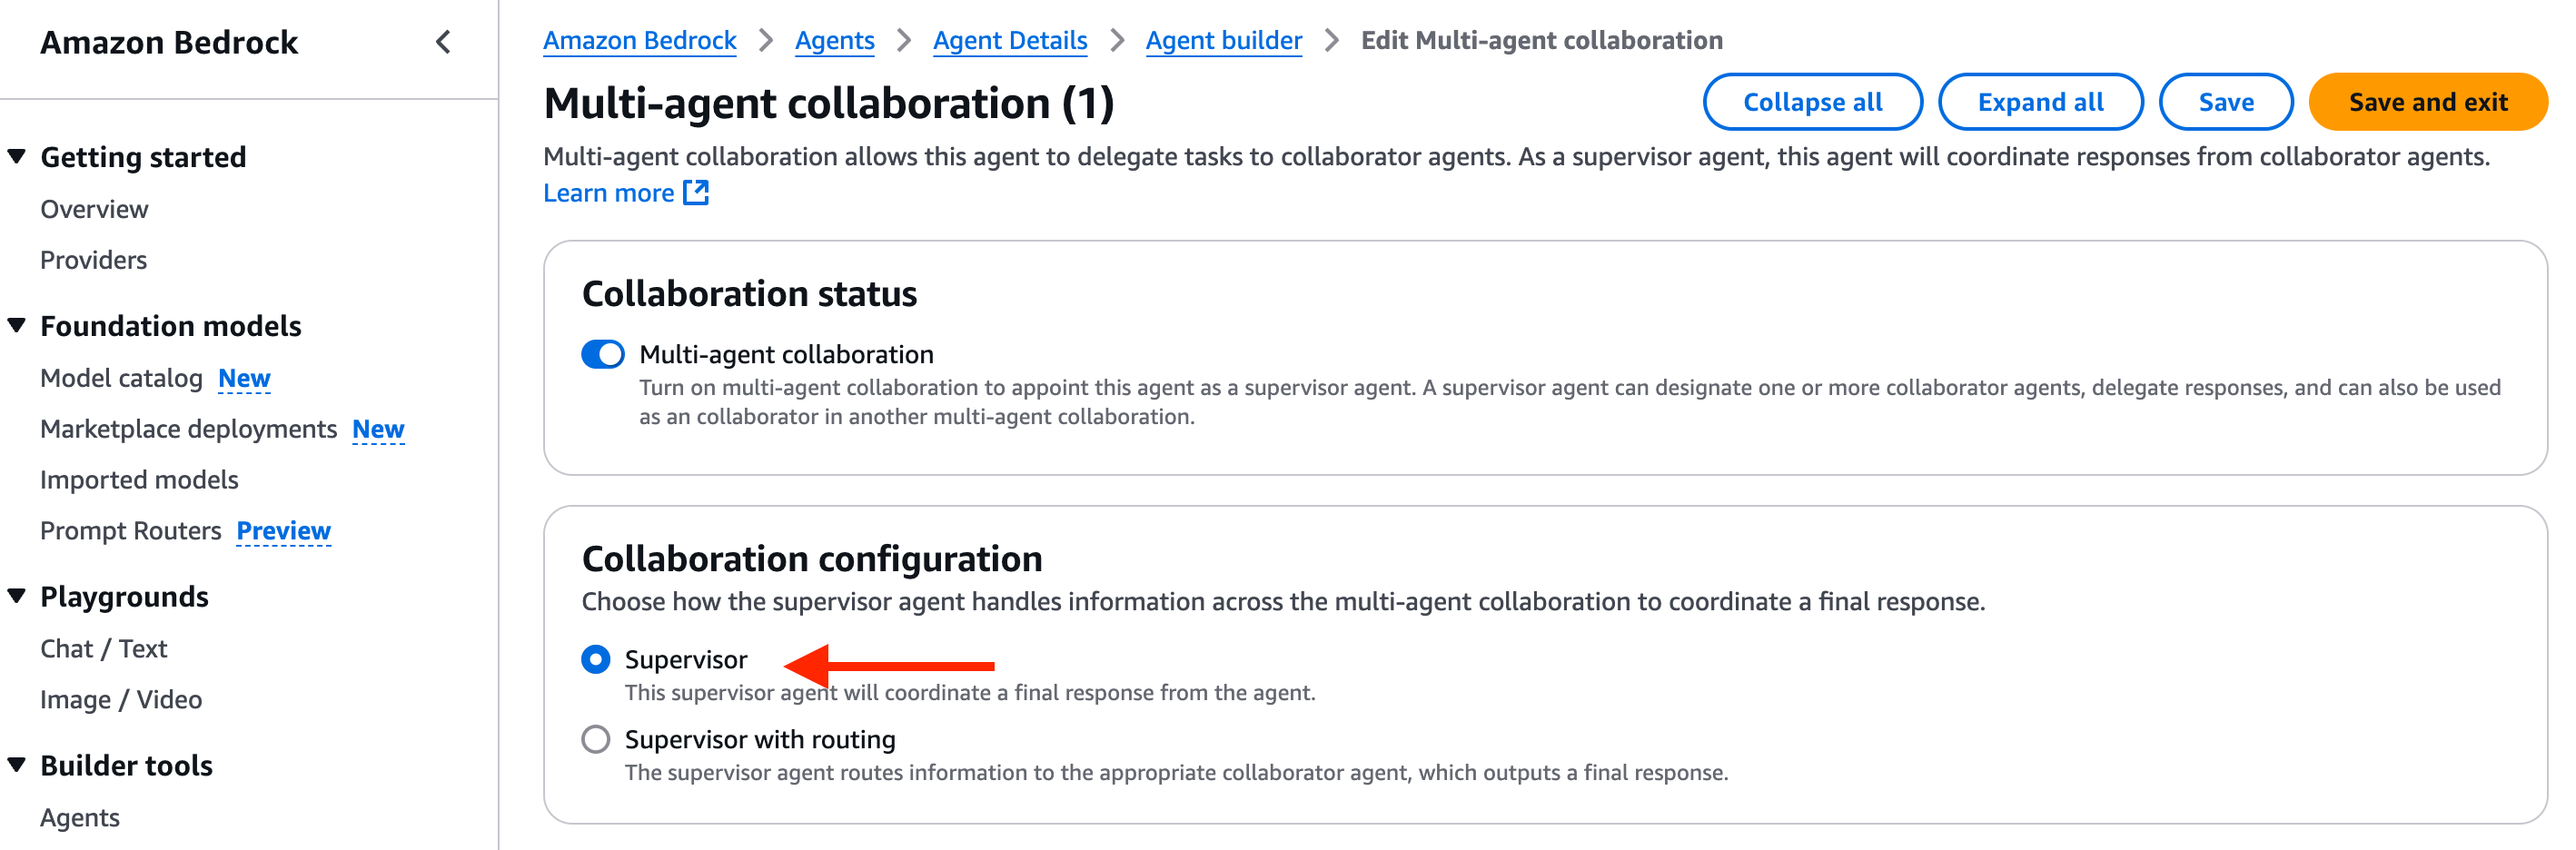 Amazon Bedrock
Getting started
Overview
Providers
Foundation models
Model catalog New
Marketplace deployments New
Imported models
Prompt Routers Preview
Playgrounds
Chat / Text
Image / Video
Builder tools
Agents
Amazon Bedrock > Agents > Agent Details > Agent builder > Edit Multi-agent collaboration
Multi-agent collaboration (1)
Collapse all Expand all Save Save and exit
Multi-agent collaboration allows this agent to delegate tasks to collaborator agents. As a supervisor agent, this agent will coordinate responses from collaborator agents.
Learn more
Collaboration status
Multi-agent collaboration
Turn on multi-agent collaboration to appoint this agent as a supervisor agent. A supervisor agent can designate one or more collaborator agents, delegate responses, and can also be used
as an collaborator in another multi-agent collaboration.
Collaboration configuration
Choose how the supervisor agent handles information across the multi-agent collaboration to coordinate a final response.
Supervisor
This supervisor agent will coordinate a final response from the agent.
Supervisor with routing
The supervisor agent routes information to the appropriate collaborator agent, which outputs a final response.